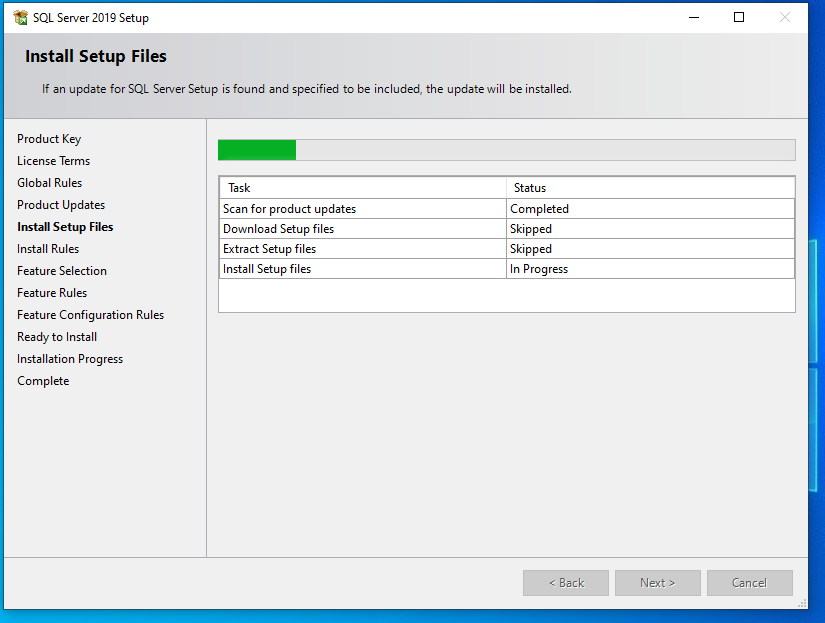 SQL Server 2019 Setup
Install Setup Files
If an update for SQL Server Setup is found and specified to be included, the update will be installed.
Product Key
License Terms
Global Rules
Product Updates
Install Setup Files
Install Rules
Feature Selection
Feature Rules
Feature Configuration Rules
Ready to Install
Installation Progress
Complete
Task Status
Scan for product updates Completed
Download Setup files Skipped
Extract Setup files Skipped
Install Setup files In Progress
< Back Next > Cancel